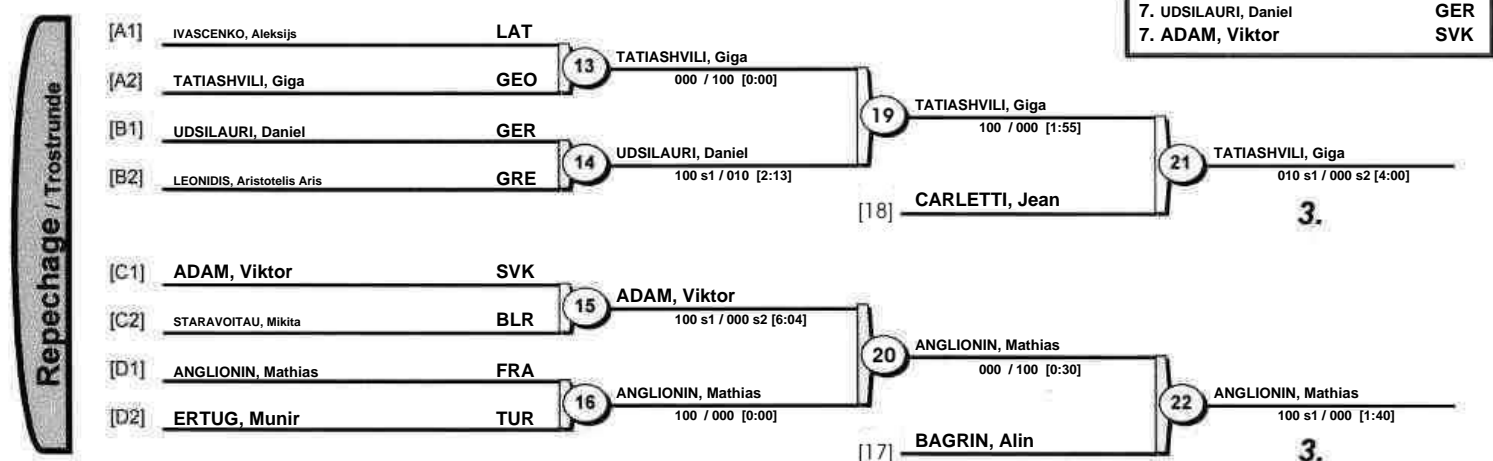 7. UDSILAURI, Daniel GER
7. ADAM, Viktor SVK
Repechage / Trostrunde
[A1] IVASCENKO, Aleksijs LAT
[A2] TATIASHVILI, Giga GEO
13
TATIASHVILI, Giga
000 / 100 [0:00]
[B1] UDSILAURI, Daniel GER
[B2] LEONIDIS, Aristotelis Aris GRE
14
UDSILAURI, Daniel
100 s1 / 010 [2:13]
19
TATIASHVILI, Giga
100 / 000 [1:55]
[18] CARLETTI, Jean
21
TATIASHVILI, Giga
010 s1 / 000 s2 [4:00]
3.
[C1] ADAM, Viktor SVK
[C2] STARAVOITAU, Mikita BLR
15
ADAM, Viktor
100 s1 / 000 s2 [6:04]
[D1] ANGLIONIN, Mathias FRA
[D2] ERTUG, Munir TUR
16
ANGLIONIN, Mathias
100 / 000 [0:00]
20
ANGLIONIN, Mathias
000 / 100 [0:30]
[17] BAGRIN, Alin
22
ANGLIONIN, Mathias
100 s1 / 000 [1:40]
3.